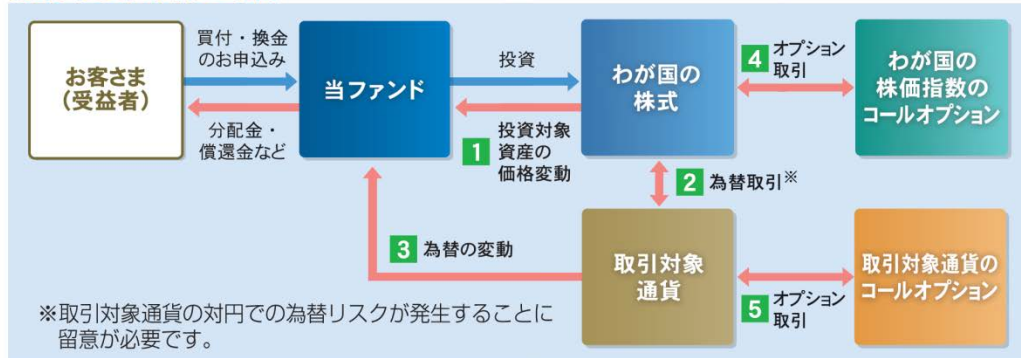 お客さま
（受益者）
買付・換金
のお申込み
分配金・
償還金など
当ファンド
投資
1 投資対象
資産の
価格変動
わが国の
株式
4 オプション
取引
わが国の
株価指数の
コールオプション
2 為替取引※
3 為替の変動
取引対象
通貨
5 オプション
取引
取引対象通貨の
コールオプション
※取引対象通貨の対円での為替リスクが発生することに
留意が必要です。